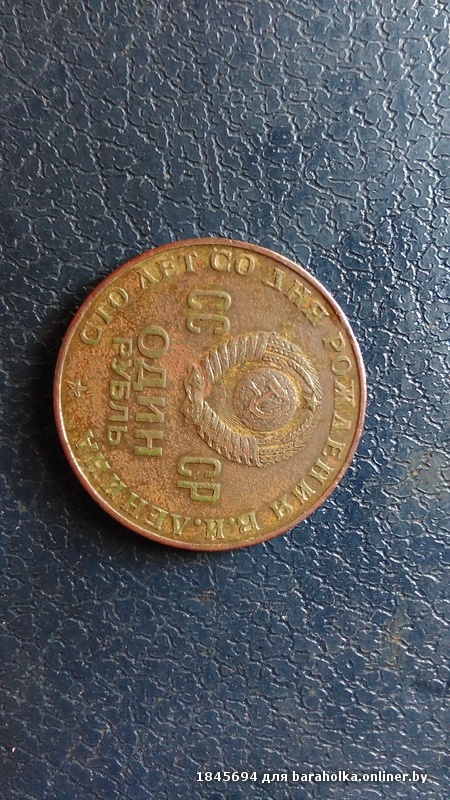 СТО ЛЕТ СО ДНЯ РОЖДЕНИЯ В.И.ЛЕНИНА
СС СР
ОДИН
РУБЛЬ
1845694 для baraholka.onliner.by